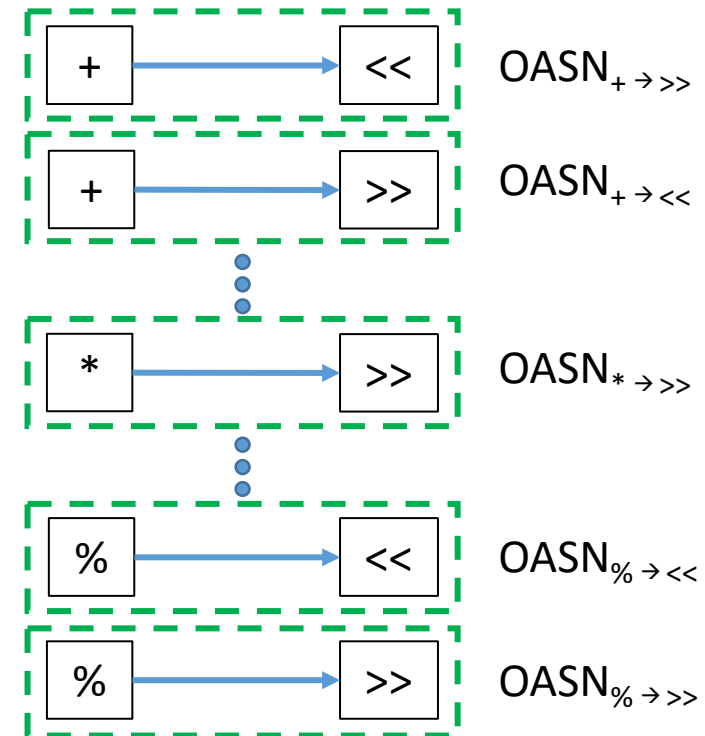 + << OASN+ → >>
+ >> OASN+ → <<
* >> OASN* → >>
% << OASN% → <<
% >> OASN% → >>